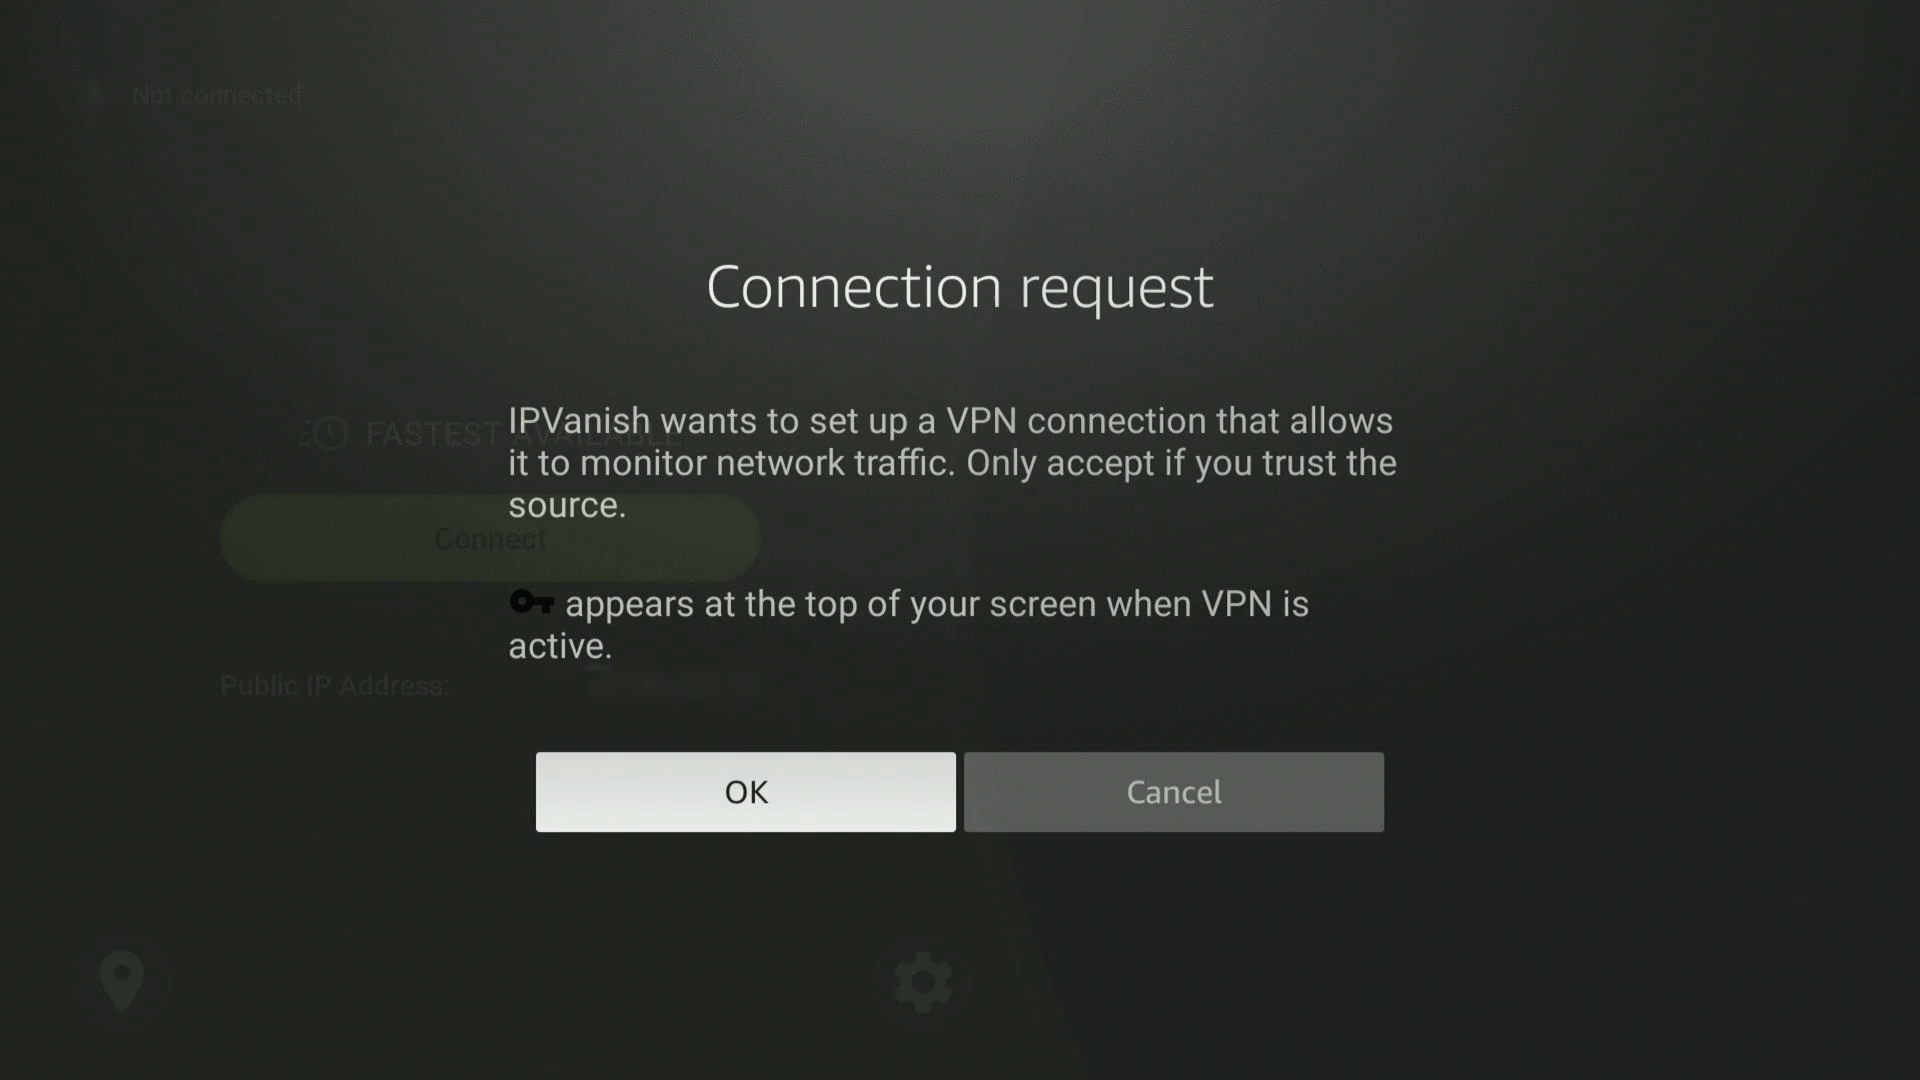 Not connected
Connection request
FASTEST AVAILABLE
IPVanish wants to set up a VPN connection that allows
it to monitor network traffic. Only accept if you trust the
source.
Connect
appears at the top of your screen when VPN is
active.
Public IP Address:
OK
Cancel